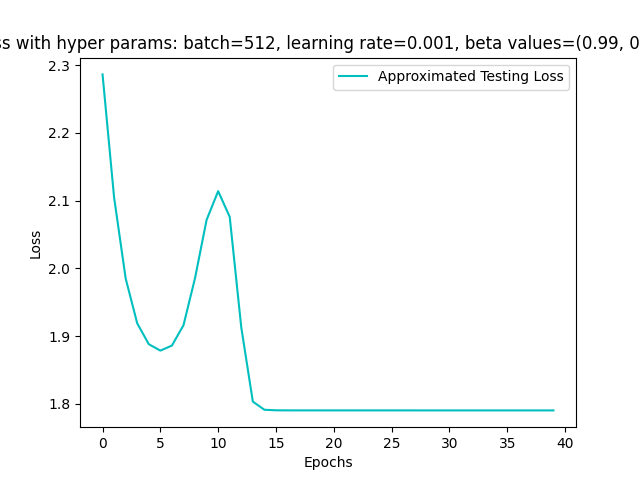 ss with hyper params: batch=512, learning rate=0.001, beta values=(0.99, 0
Approximated Testing Loss
Loss
2.3
2.2
2.1
2.0
1.9
1.8
0 5 10 15 20 25 30 35 40
Epochs